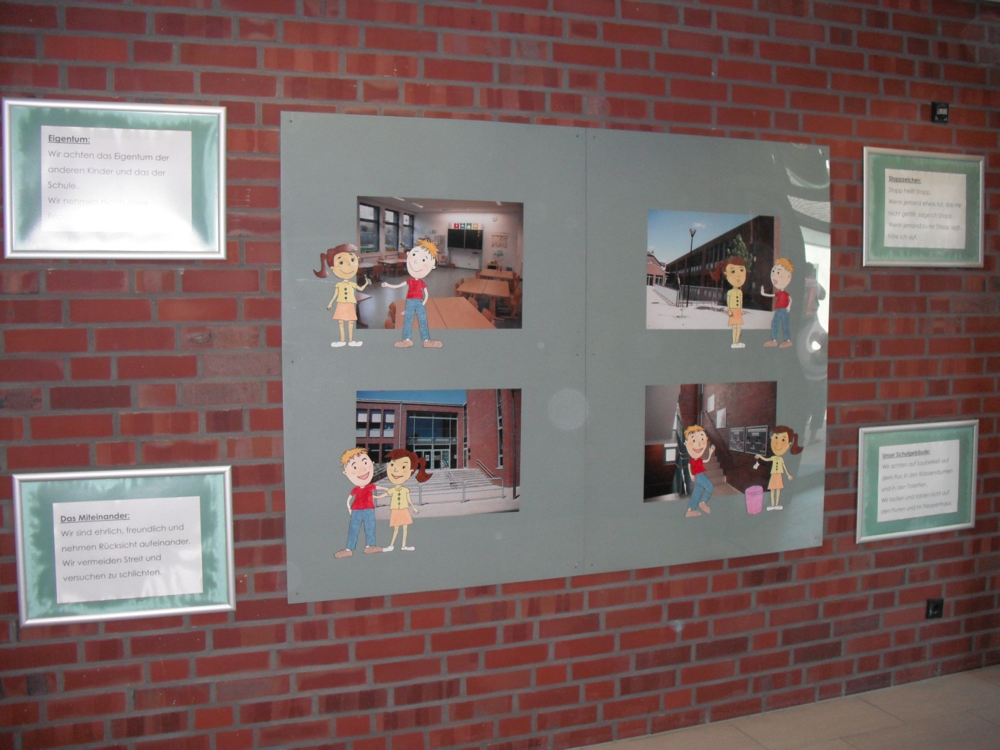 Eigentum:
Wir achten das Eigentum der
anderen Kinder und das der
Schule.
Wir nehmen
Das Miteinander:
Wir sind ehrlich, freundlich und
nehmen Rücksicht aufeinander.
Wir vermeiden Streit und
versuchen zu schlichten.
Stoppzeichen:
Stopp heißt Stopp.
Wenn jemand etwas tut, das mir
nicht gefällt, sage ich Stopp.
Wenn jemand zu mir Stopp sagt,
höre ich auf.
Unser Schulgebäude:
Wir achten auf Sauberkeit auf
dem Flur, in den Klassenräumen
und in den Toiletten.
Wir laufen und toben nicht auf
den Fluren und im Treppenhaus.